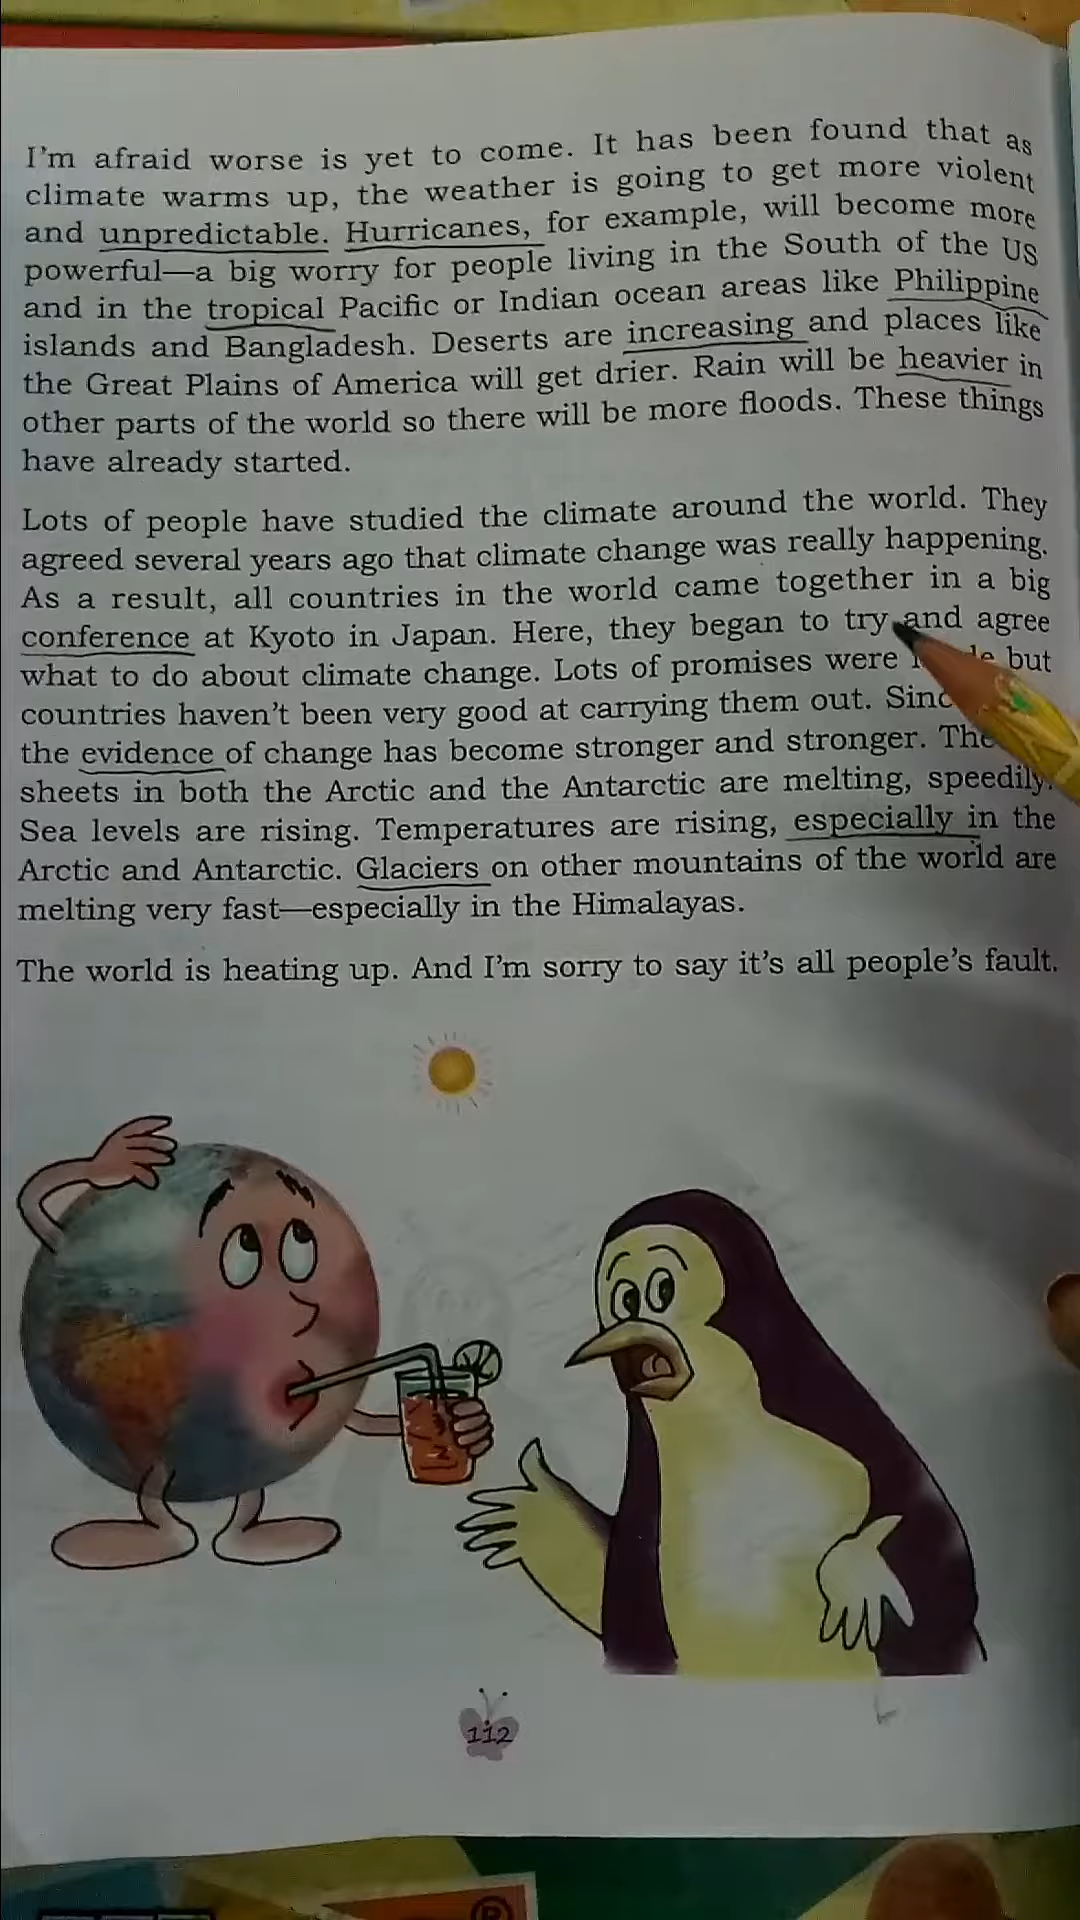 I'm afraid worse is yet to come. It has been found that as
climate warms up, the weather is going to get more violent
and unpredictable. Hurricanes, for example, will become more
powerful—a big worry for people living in the South of the US
and in the tropical Pacific or Indian ocean areas like Philippine
islands and Bangladesh. Deserts are increasing and places like
the Great Plains of America will get drier. Rain will be heavier in
other parts of the world so there will be more floods. These things
have already started.
Lots of people have studied the climate around the world. They
agreed several years ago that climate change was really happening.
As a result, all countries in the world came together in a big
conference at Kyoto in Japan. Here, they began to try and agree
what to do about climate change. Lots of promises were but
countries haven't been very good at carrying them out.
the evidence of change has become stronger and stronger.
sheets in both the Arctic and the Antarctic are melting, speedily.
Sea levels are rising. Temperatures are rising, especially in the
Arctic and Antarctic. Glaciers on other mountains of the world are
melting very fast—especially in the Himalayas.
The world is heating up. And I'm sorry to say it's all people's fault.
112
®